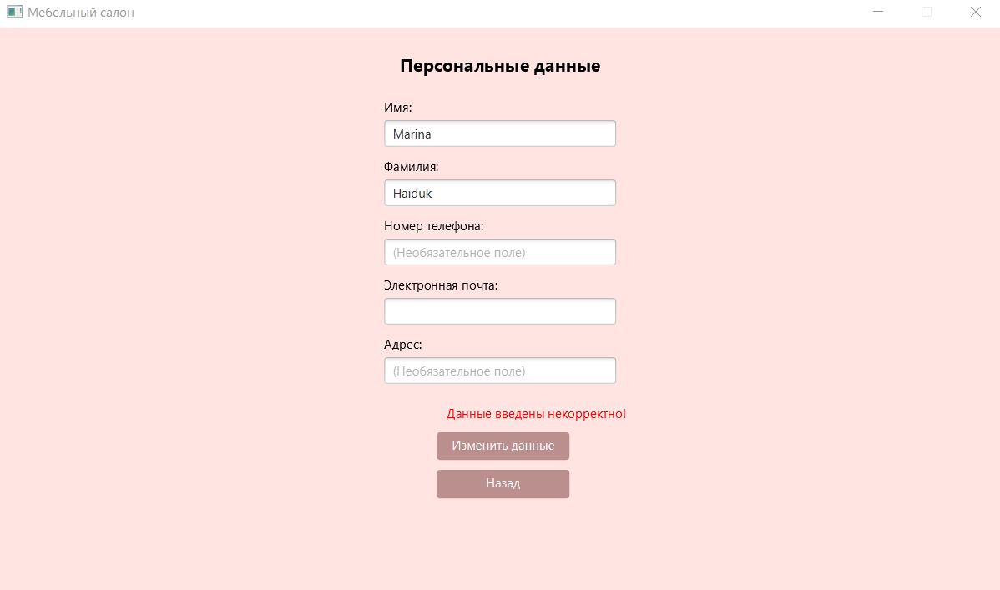 Мебельный салон
Персональные данные
Имя:
Marina
Фамилия:
Haiduk
Номер телефона:
(Необязательное поле)
Электронная почта:
Адрес:
(Необязательное поле)
Данные введены некорректно!
Изменить данные
Назад